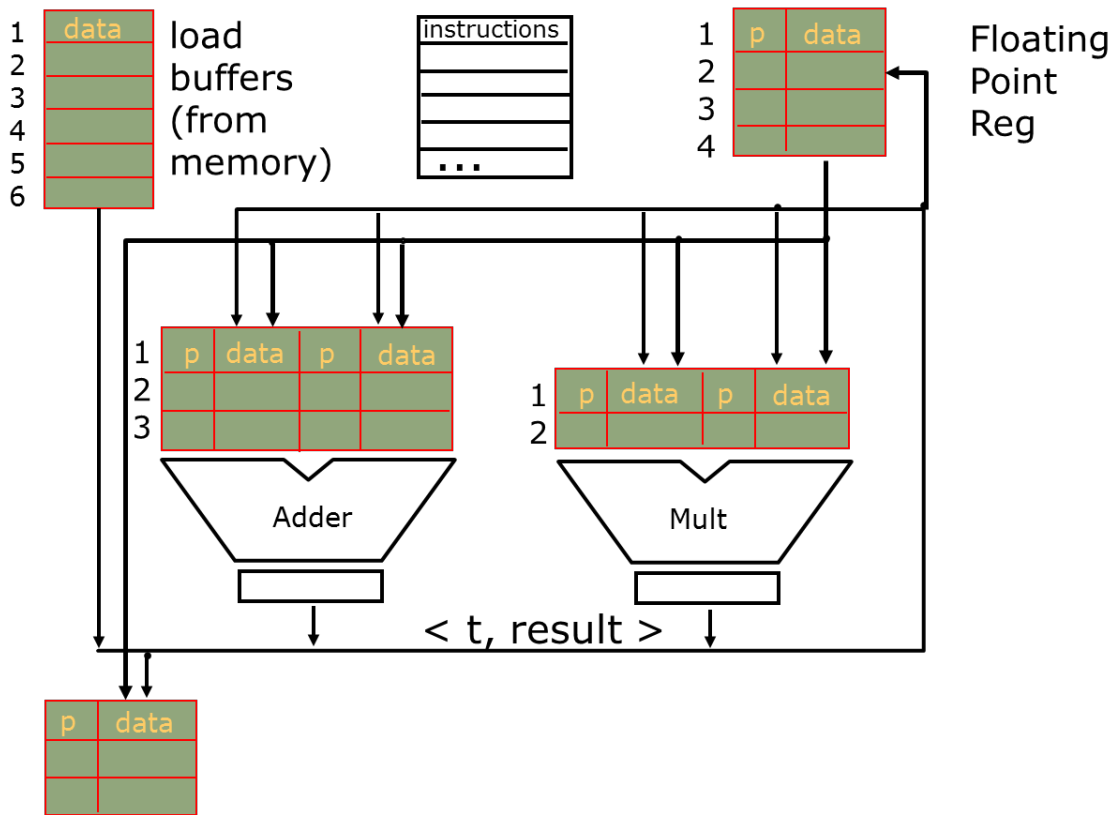 1
2
3
4
5
6
data
load
buffers
(from
memory)
instructions
...
1
2
3
4
p data
Floating
Point
Reg
1
2
3
p data p data
1
2
p data p data
Adder
Mult
< t, result >
p data